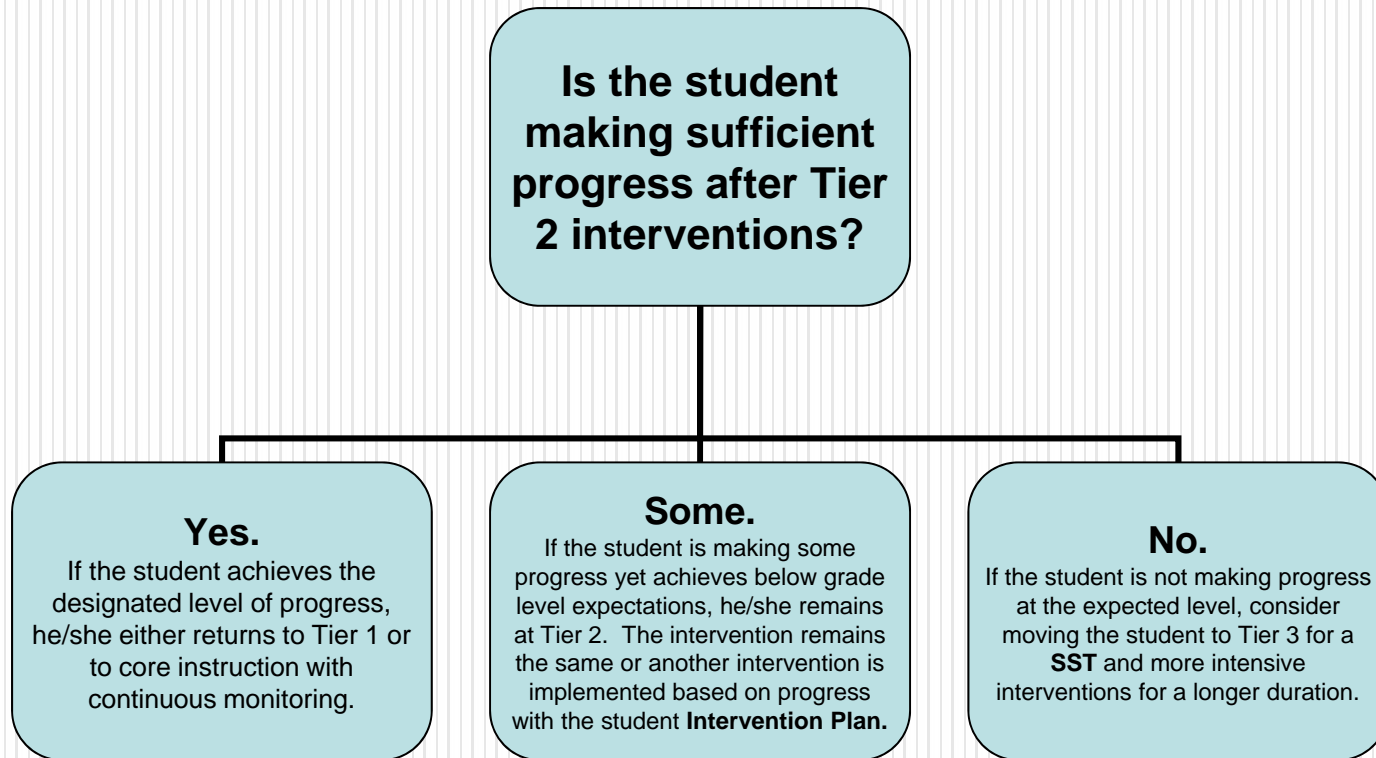 Is the student
making sufficient
progress after Tier
2 interventions?
Yes.
If the student achieves the
designated level of progress,
he/she either returns to Tier 1 or
to core instruction with
continuous monitoring.
Some.
If the student is making some
progress yet achieves below grade
level expectations, he/she remains
at Tier 2.  The intervention remains
the same or another intervention is
implemented based on progress
with the student Intervention Plan.
No.
If the student is not making progress
at the expected level, consider
moving the student to Tier 3 for a
SST and more intensive
interventions for a longer duration.